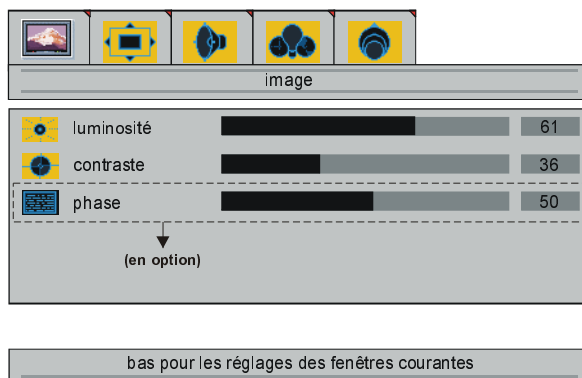 image
luminosité 61
contraste 36
phase 50
(en option)
bas pour les réglages des fenêtres courantes